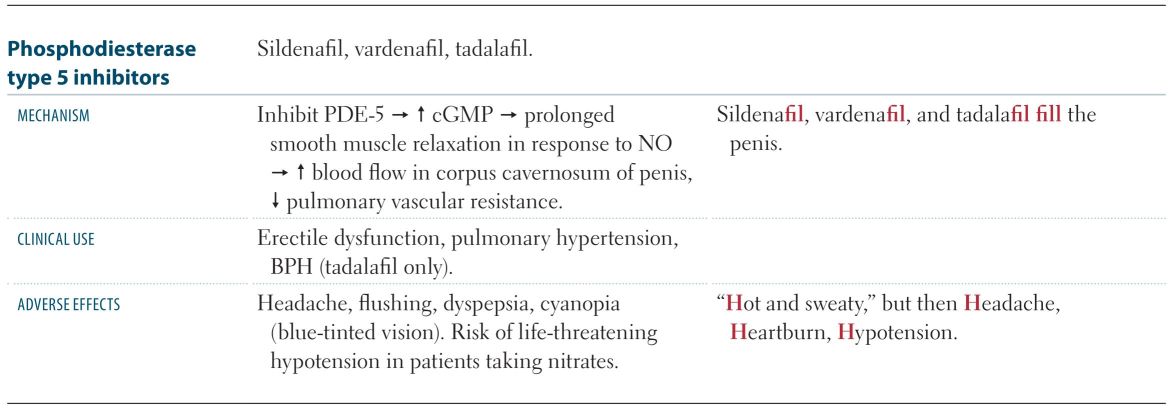 Phosphodiesterase
type 5 inhibitors
Sildenafil, vardenafil, tadalafil.
MECHANISM
Inhibit PDE-5 → ↑ cGMP → prolonged
smooth muscle relaxation in response to NO
→ ↑ blood flow in corpus cavernosum of penis,
↓ pulmonary vascular resistance.
Sildenafil, vardenafil, and tadalafil fill the
penis.
CLINICAL USE
Erectile dysfunction, pulmonary hypertension,
BPH (tadalafil only).
ADVERSE EFFECTS
Headache, flushing, dyspepsia, cyanopia
(blue-tinted vision). Risk of life-threatening
hypotension in patients taking nitrates.
“Hot and sweaty,” but then Headache,
Heartburn, Hypotension.